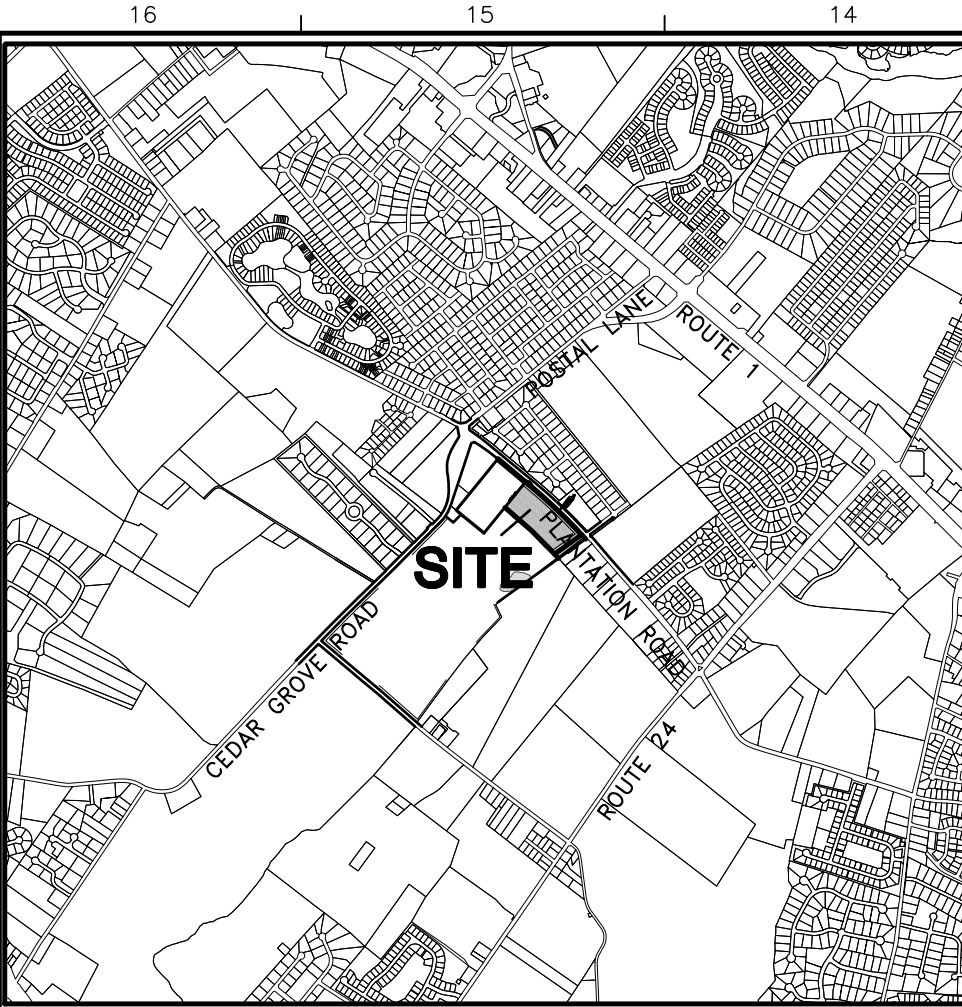 16
15
14
POSTAL LANE
ROUTE 1
PLANTATION ROAD
SITE
CEDAR GROVE ROAD
ROUTE 24